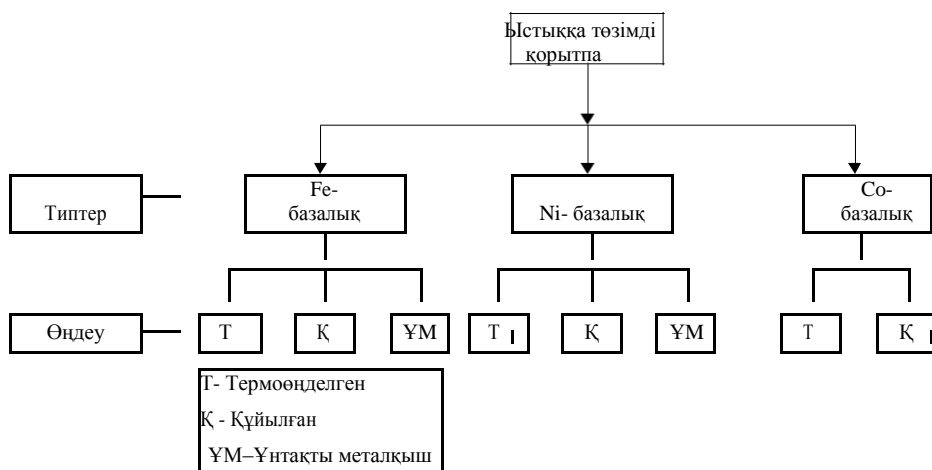 Ыстыққа төзімді
қорытпа
Типтер
Fe-
базалық
Ni- базалық
Co-
базалық
Өңдеу
Т
Қ
ҰМ
Т
Қ
ҰМ
Т
Қ
Т- Термоөңделген
Қ - Құйылған
ҰМ–Ұнтақты металқыш